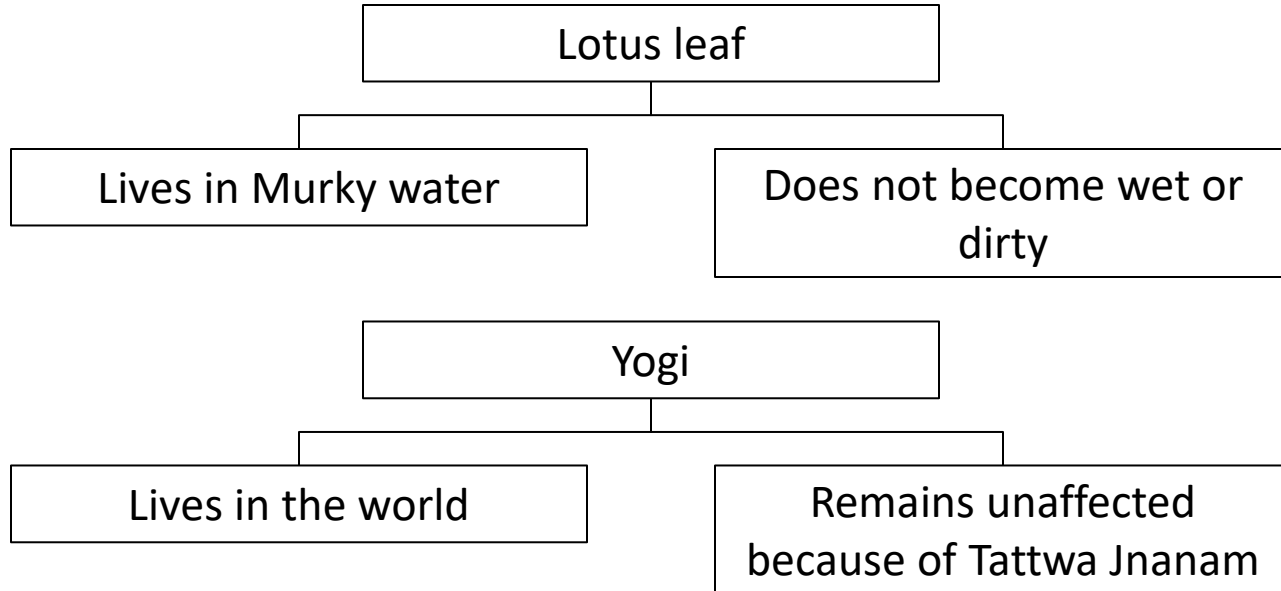 Lotus leaf
Lives in Murky water
Does not become wet or
dirty
Yogi
Lives in the world
Remains unaffected
because of Tattwa Jnanam